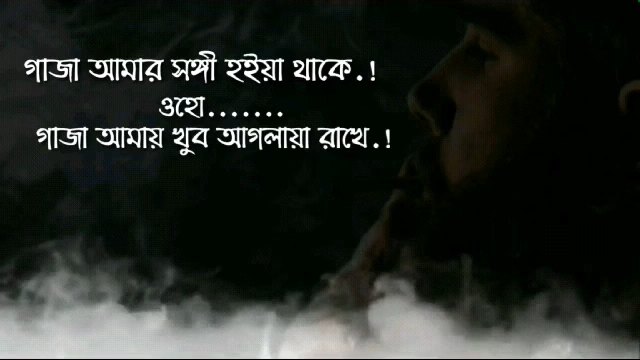 গাজা আমার সঙ্গী হইয়া থাকে.!
ওহো.......
গাজা আমায় খুব আগলায়া রাখে.!